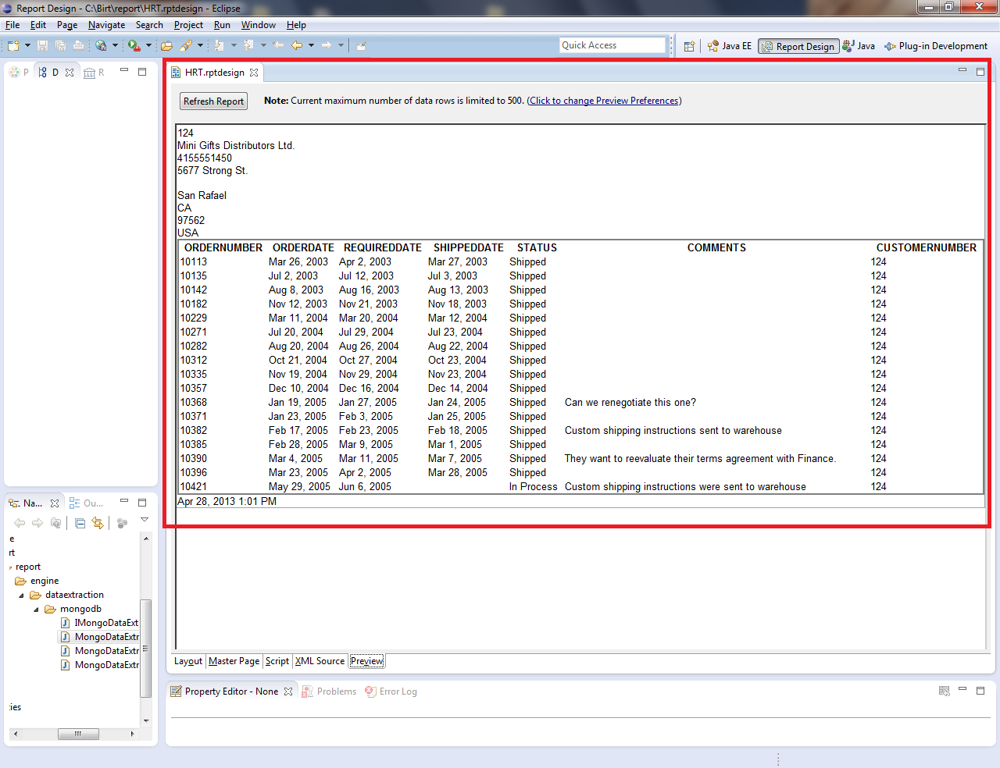 Report Design - C:\Birt\report\HRT.rptdesign - Eclipse
File Edit Page Navigate Search Project Run Window Help
Quick Access Java EE Report Design Java Plug-in Development
P D R
HRT.rptdesign
Refresh Report Note: Current maximum number of data rows is limited to 500. (Click to change Preview Preferences)
124
Mini Gifts Distributors Ltd.
4155551450
5677 Strong St.
San Rafael
CA
97562
USA
ORDERNUMBER ORDERDATE REQUIREDDATE SHIPPEDDATE STATUS COMMENTS CUSTOMERNUMBER
10113 Mar 26, 2003 Apr 2, 2003 Mar 27, 2003 Shipped 124
10135 Jul 2, 2003 Jul 12, 2003 Jul 3, 2003 Shipped 124
10142 Aug 8, 2003 Aug 16, 2003 Aug 13, 2003 Shipped 124
10182 Nov 12, 2003 Nov 21, 2003 Nov 18, 2003 Shipped 124
10229 Mar 11, 2004 Mar 20, 2004 Mar 12, 2004 Shipped 124
10271 Jul 20, 2004 Jul 29, 2004 Jul 23, 2004 Shipped 124
10282 Aug 20, 2004 Aug 26, 2004 Aug 22, 2004 Shipped 124
10312 Oct 21, 2004 Oct 27, 2004 Oct 23, 2004 Shipped 124
10335 Nov 19, 2004 Nov 29, 2004 Nov 23, 2004 Shipped 124
10357 Dec 10, 2004 Dec 16, 2004 Dec 14, 2004 Shipped 124
10368 Jan 19, 2005 Jan 27, 2005 Jan 24, 2005 Shipped Can we renegotiate this one? 124
10371 Jan 23, 2005 Feb 3, 2005 Jan 25, 2005 Shipped 124
10382 Feb 17, 2005 Feb 23, 2005 Feb 18, 2005 Shipped Custom shipping instructions sent to warehouse 124
10385 Feb 28, 2005 Mar 9, 2005 Mar 1, 2005 Shipped 124
10390 Mar 4, 2005 Mar 11, 2005 Mar 7, 2005 Shipped They want to reevaluate their terms agreement with Finance. 124
10396 Mar 23, 2005 Apr 2, 2005 Mar 28, 2005 Shipped 124
10421 May 29, 2005 Jun 6, 2005 In Process Custom shipping instructions were sent to warehouse 124
Apr 28, 2013 1:01 PM
Na... Ou...
e
rt
report
engine
dataextraction
mongodb
IMongoDataExt
MongoDataExtr
MongoDataExtr
MongoDataExtr
ties
Layout Master Page Script XML Source Preview
Property Editor - None Problems Error Log